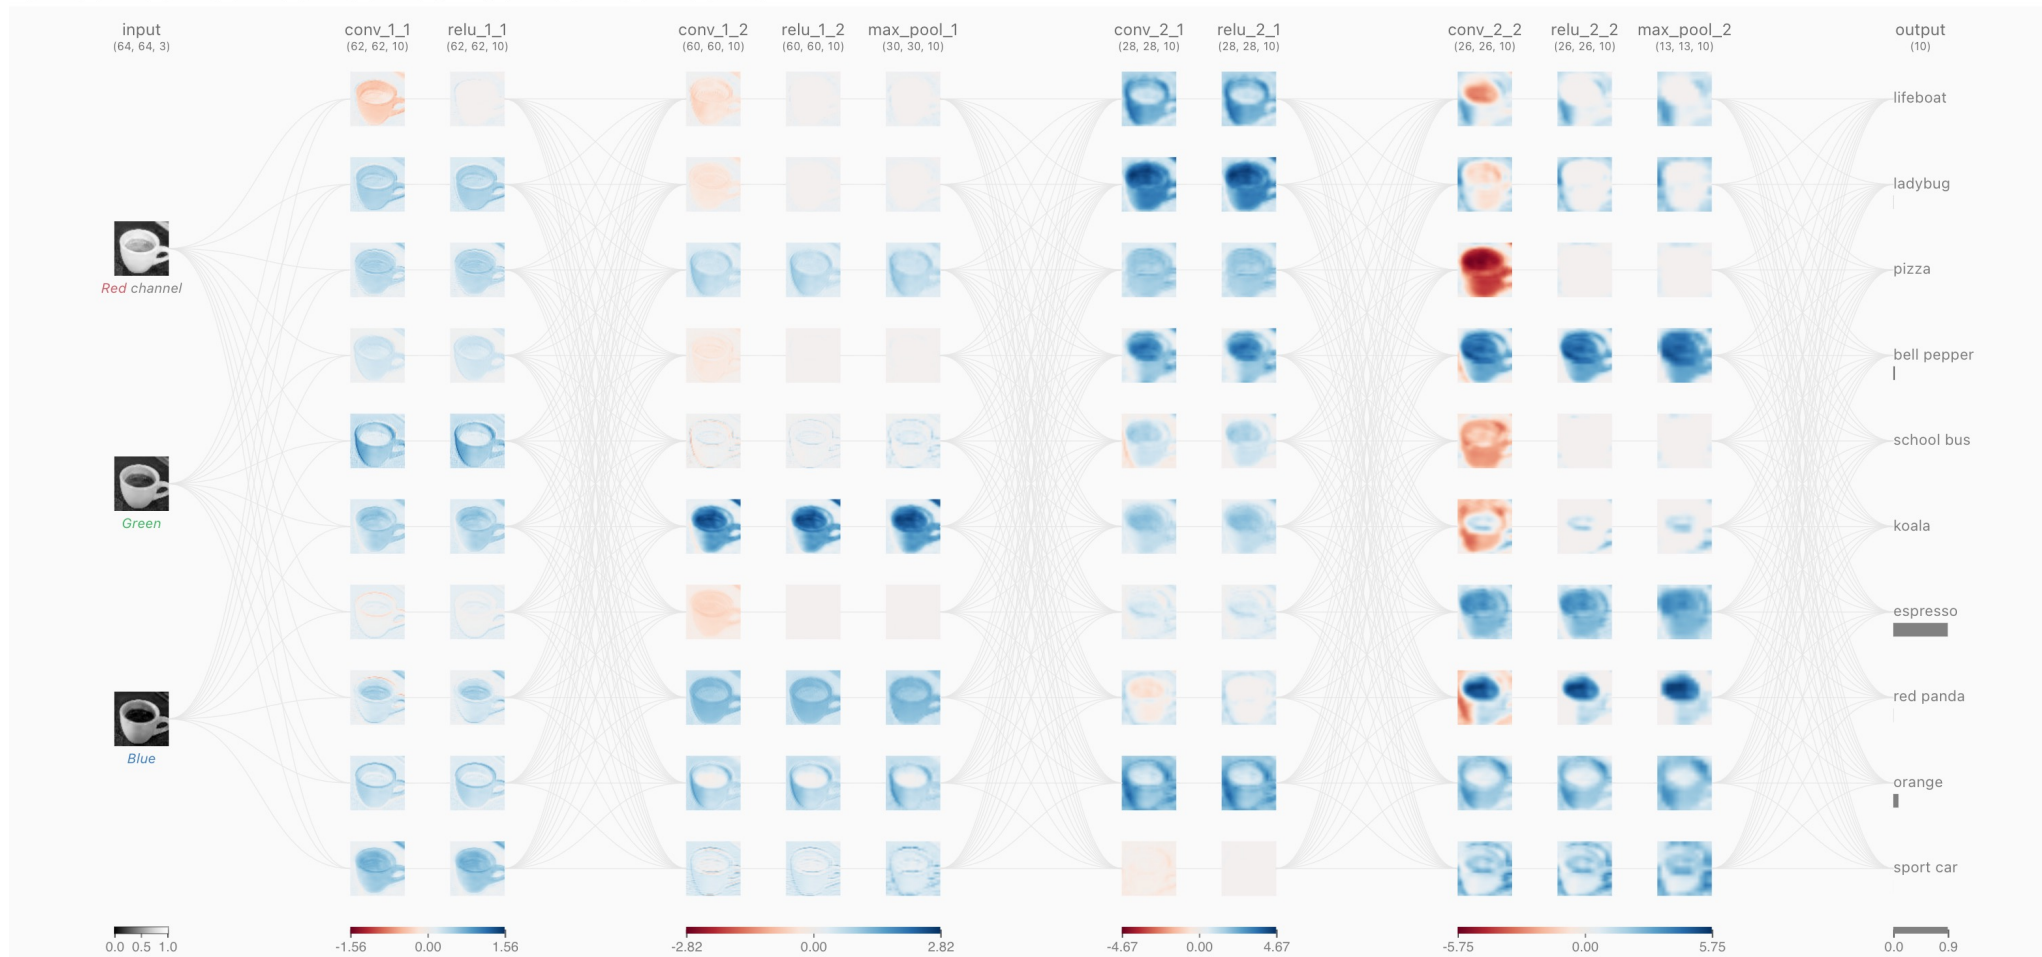 input conv_1_1 relu_1_1 conv_1_2 relu_1_2 max_pool_1 conv_2_1 relu_2_1 conv_2_2 relu_2_2 max_pool_2 output
(64, 64, 3) (62, 62, 10) (62, 62, 10) (60, 60, 10) (60, 60, 10) (30, 30, 10) (28, 28, 10) (28, 28, 10) (26, 26, 10) (26, 26, 10) (13, 13, 10) (10)
lifeboat
ladybug
pizza
Red channel
bell pepper
school bus
Green
koala
espresso
red panda
Blue
orange
sport car
0.0 0.5 1.0 -1.56 0.00 1.56 -2.82 0.00 2.82 -4.67 0.00 4.67 -5.75 0.00 5.75 0.0 0.9